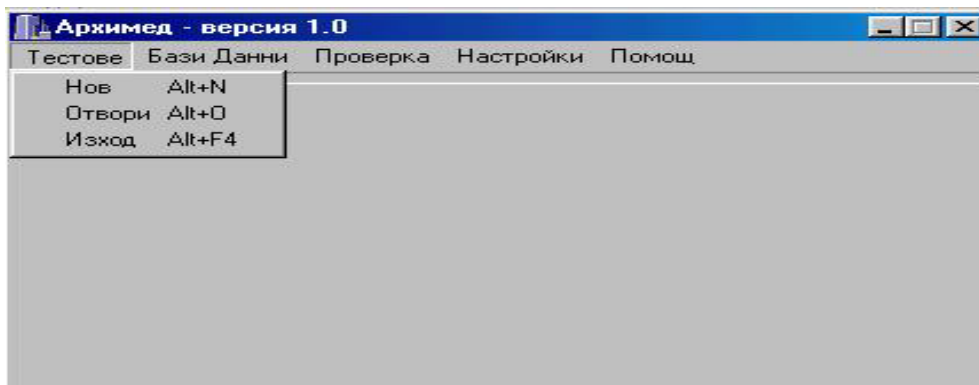 Архимед - версия 1.0
Тестове Бази Данни Проверка Настройки Помощ
Нов Alt+N
Отвори Alt+O
Изход Alt+F4